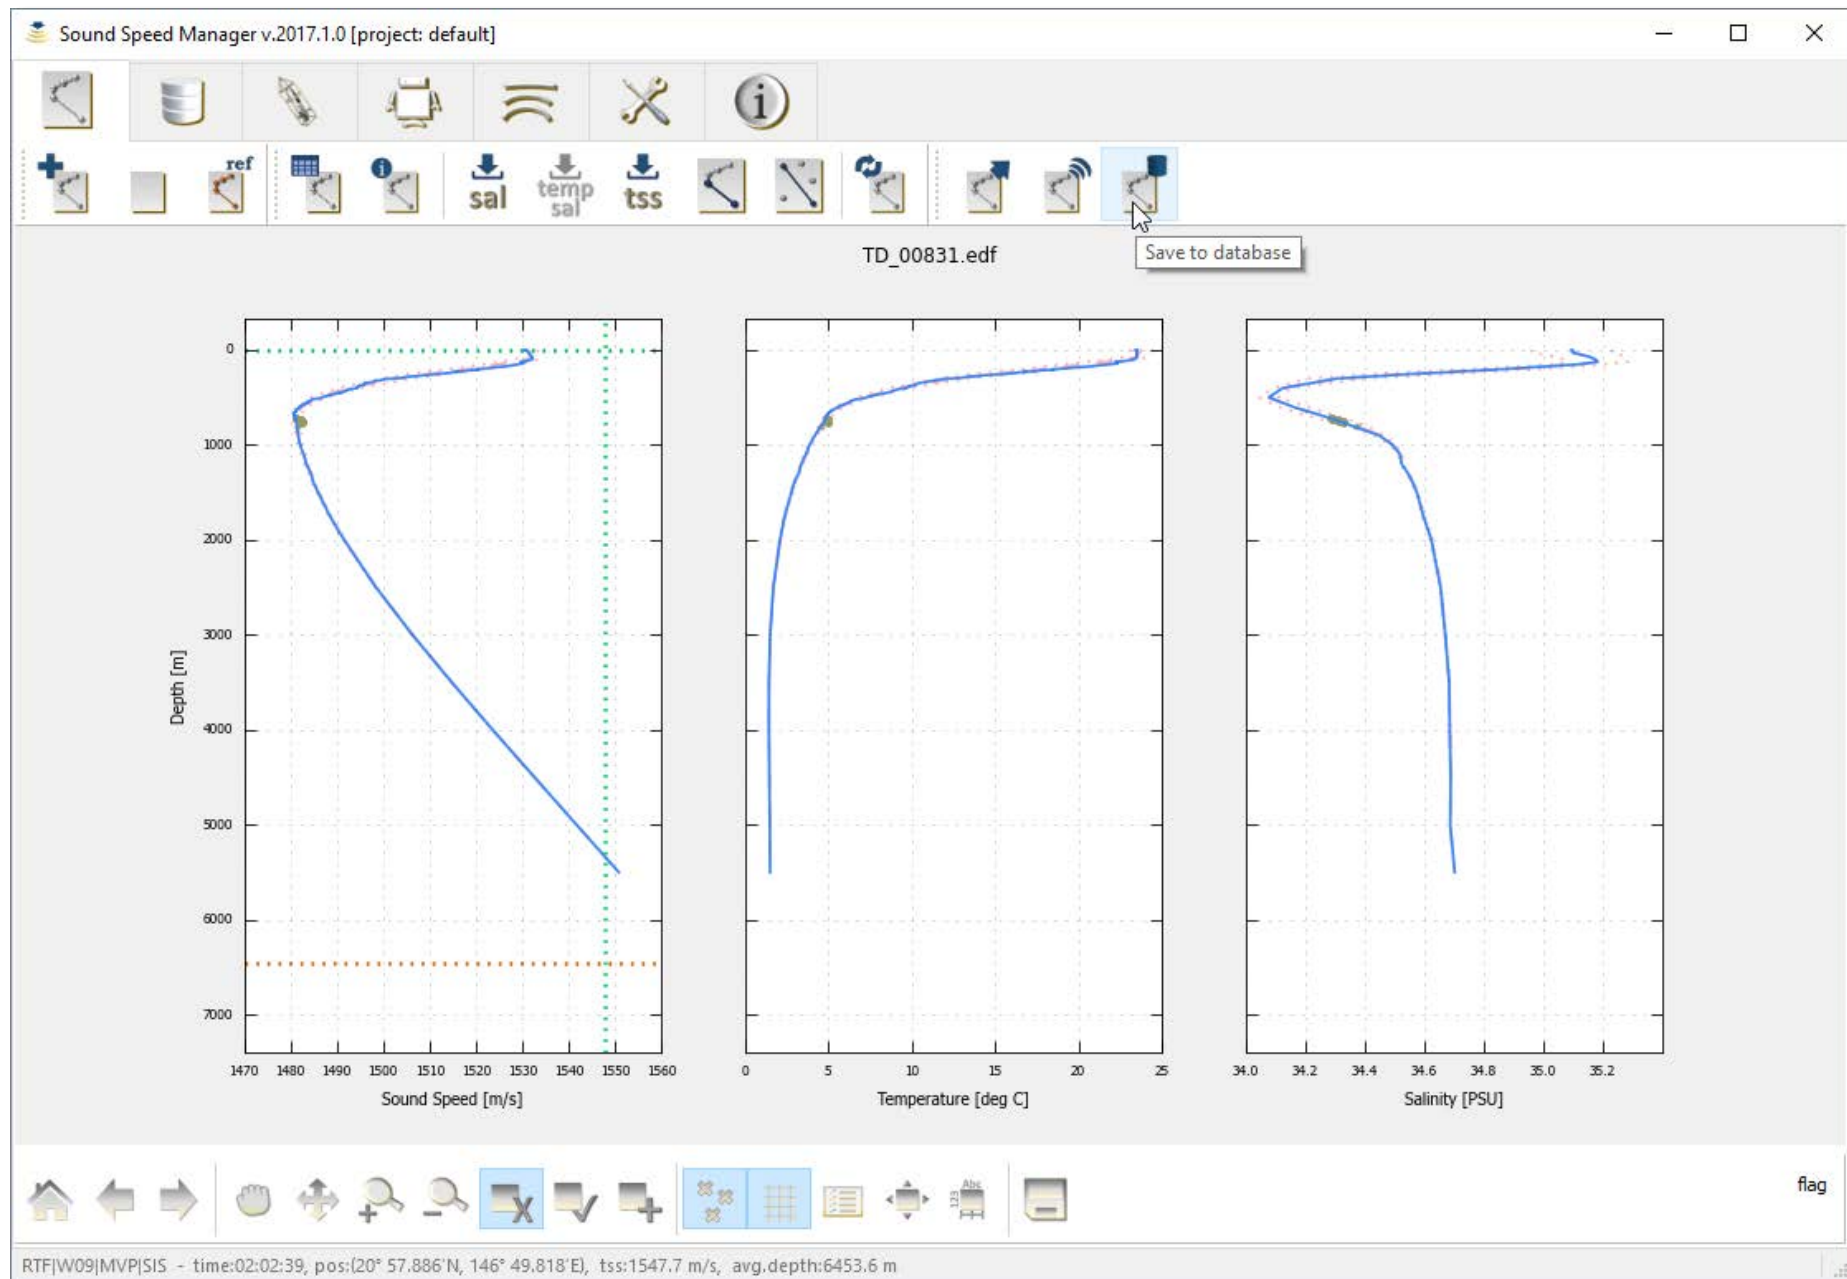 Sound Speed Manager v.2017.1.0 [project: default]
ref
sal
temp
sal
tss
Save to database
TD_00831.edf
0
1000
2000
3000
4000
5000
6000
7000
Depth [m]
1470 1480 1490 1500 1510 1520 1530 1540 1550 1560
Sound Speed [m/s]
0 5 10 15 20 25
Temperature [deg C]
34.0 34.2 34.4 34.6 34.8 35.0 35.2
Salinity [PSU]
Abc
123
flag
RTF|W09|MVP|SIS - time:02:02:39, pos:(20° 57.886'N, 146° 49.818'E), tss:1547.7 m/s, avg.depth:6453.6 m